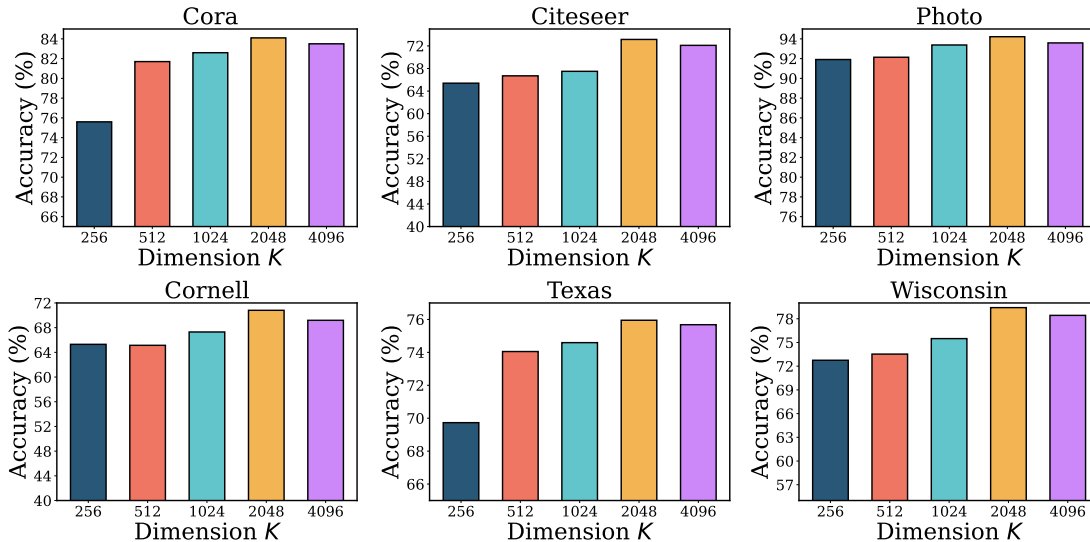 Cora
Accuracy (%)
84
82
80
78
76
74
72
70
68
66
256 512 1024 2048 4096
Dimension K
Citeseer
Accuracy (%)
72
68
64
60
56
52
48
44
40
256 512 1024 2048 4096
Dimension K
Photo
Accuracy (%)
94
92
90
88
86
84
82
80
78
76
256 512 1024 2048 4096
Dimension K
Cornell
Accuracy (%)
72
68
64
60
56
52
48
44
40
256 512 1024 2048 4096
Dimension K
Texas
Accuracy (%)
76
74
72
70
68
66
256 512 1024 2048 4096
Dimension K
Wisconsin
Accuracy (%)
78
75
72
69
66
63
60
57
256 512 1024 2048 4096
Dimension K